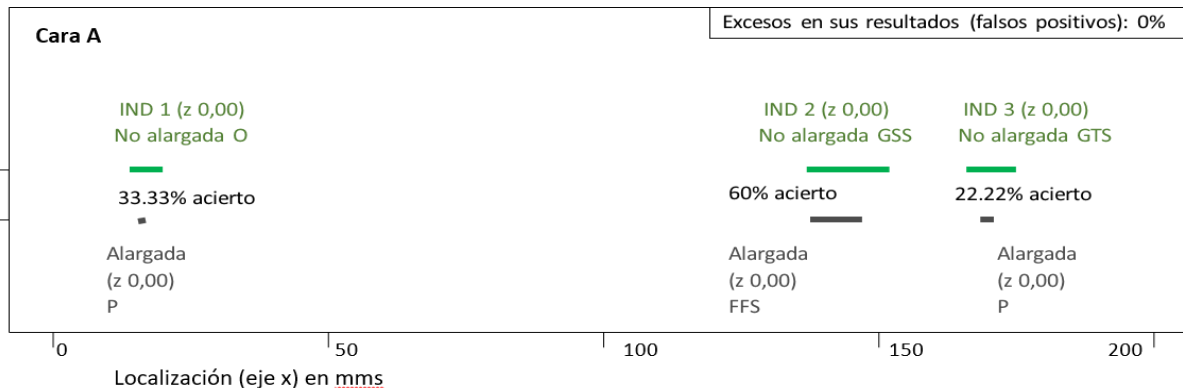 Excesos en sus resultados (falsos positivos): 0%
Cara A
IND 1 (z 0,00)
No alargada O
IND 2 (z 0,00)
No alargada GSS
IND 3 (z 0,00)
No alargada GTS
33.33% acierto
60% acierto
22.22% acierto
Alargada
(z 0,00)
P
Alargada
(z 0,00)
FFS
Alargada
(z 0,00)
P
0
50
100
150
200
Localización (eje x) en mms